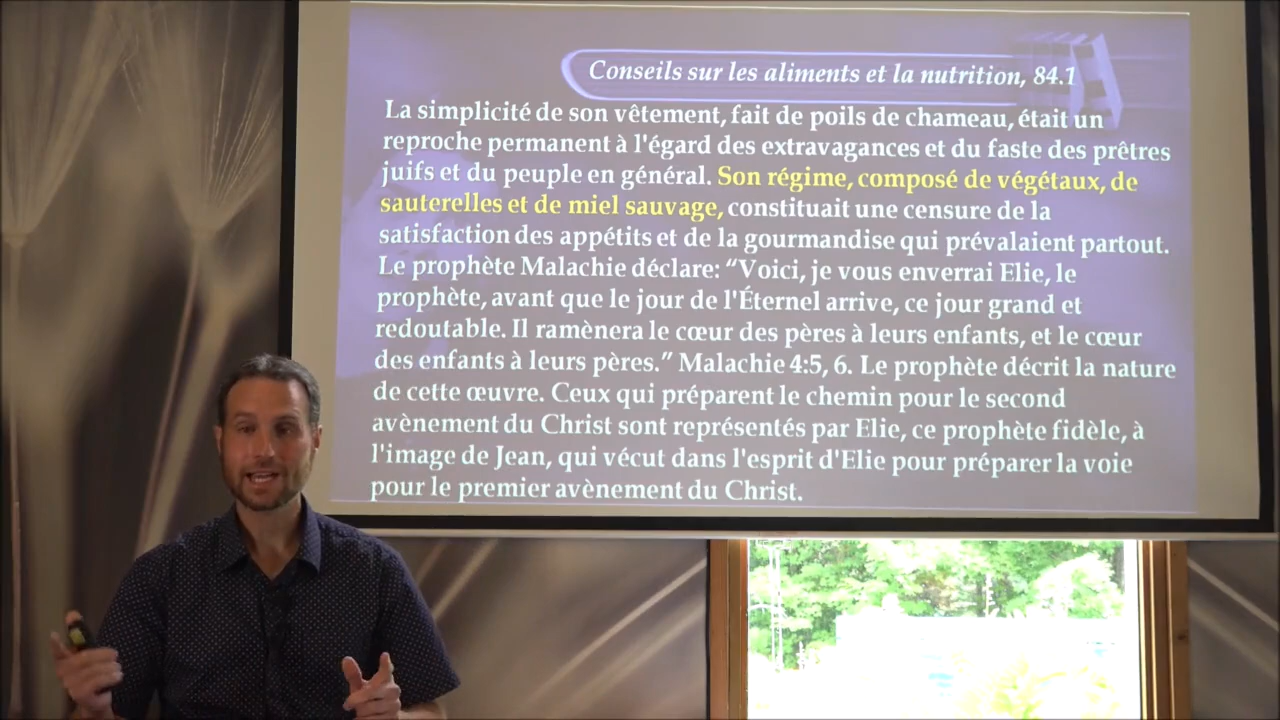 Conseils sur les aliments et la nutrition, 84.1
La simplicité de son vêtement, fait de poils de chameau, était un
reproche permanent à l'égard des extravagances et du faste des prêtres
juifs et du peuple en général. Son régime, composé de végétaux, de
sauterelles et de miel sauvage, constituait une censure de la
satisfaction des appétits et de la gourmandise qui prévalaient partout.
Le prophète Malachie déclare: “Voici, je vous enverrai Elie, le
prophète, avant que le jour de l'Éternel arrive, ce jour grand et
redoutable. Il ramènera le cœur des pères à leurs enfants, et le cœur
des enfants à leurs pères.” Malachie 4:5, 6. Le prophète décrit la nature
de cette œuvre. Ceux qui préparent le chemin pour le second
avènement du Christ sont représentés par Elie, ce prophète fidèle, à
l'image de Jean, qui vécut dans l'esprit d'Elie pour préparer la voie
pour le premier avènement du Christ.